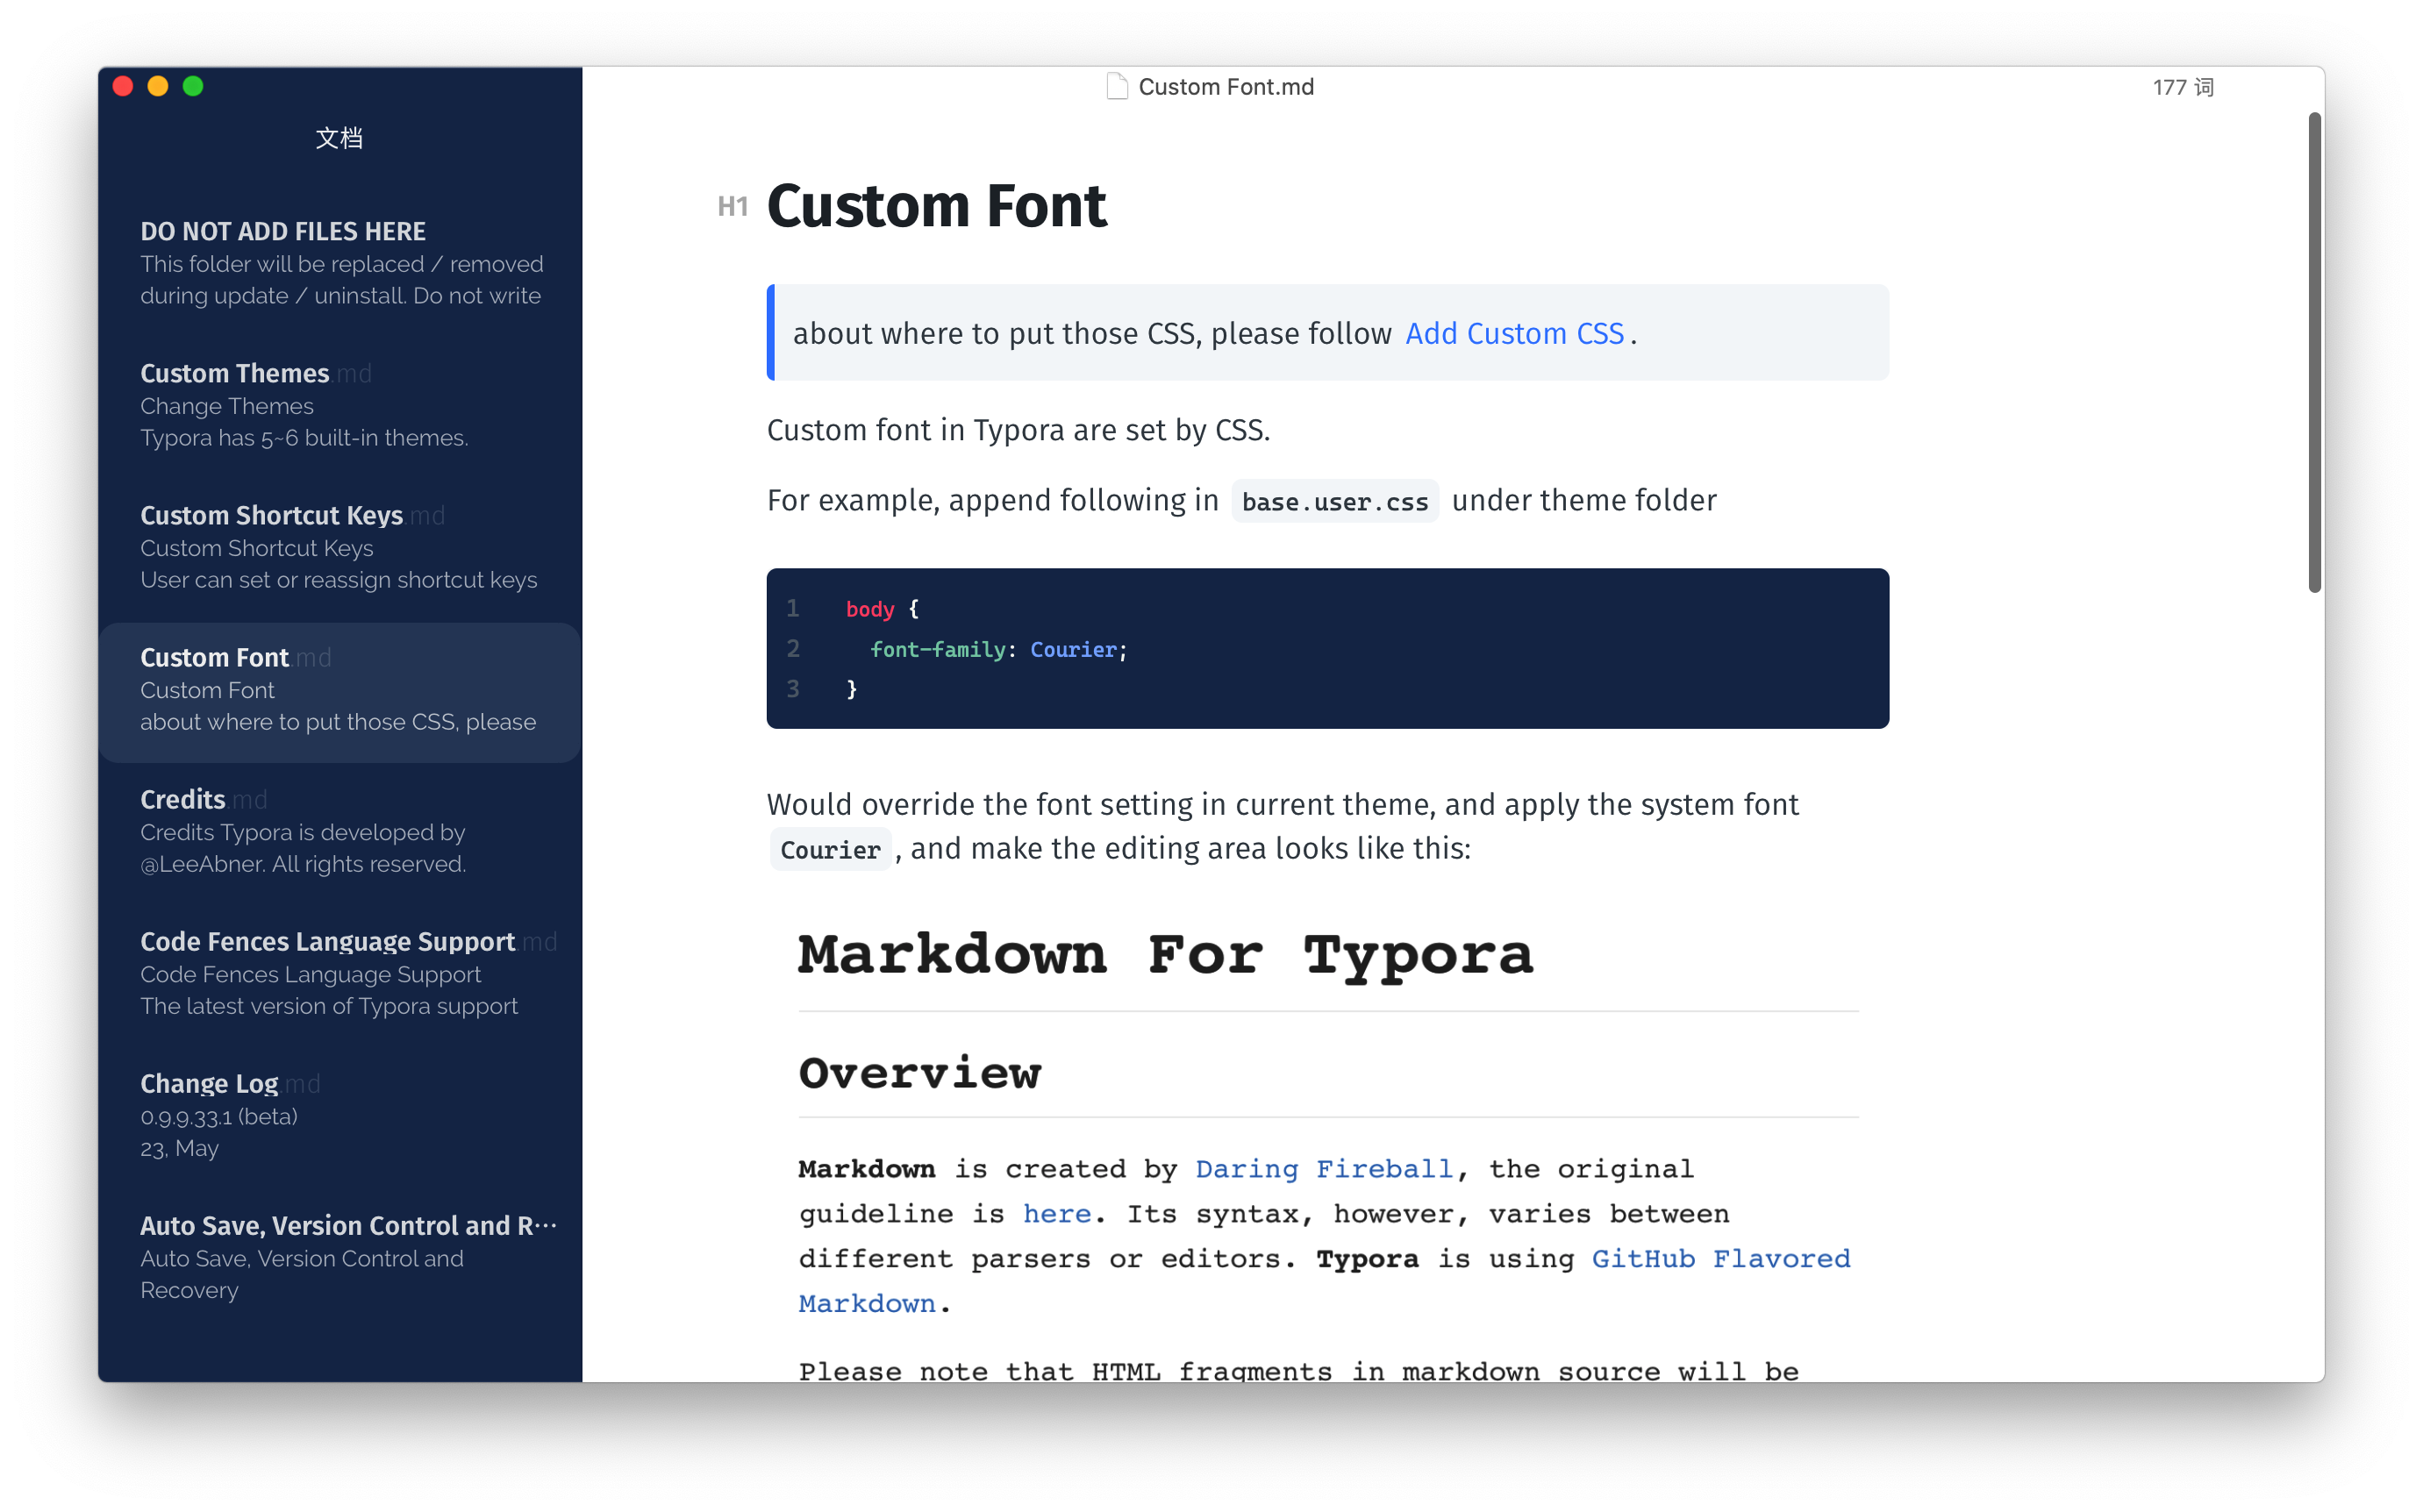 Custom Font.md
177 词
文档
DO NOT ADD FILES HERE
This folder will be replaced / removed
during update / uninstall. Do not write
Custom Themes.md
Change Themes
Typora has 5~6 built-in themes.
Custom Shortcut Keys.md
Custom Shortcut Keys
User can set or reassign shortcut keys
Custom Font.md
Custom Font
about where to put those CSS, please
Credits.md
Credits Typora is developed by
@LeeAbner. All rights reserved.
Code Fences Language Support.md
Code Fences Language Support
The latest version of Typora support
Change Log.md
0.9.9.33.1 (beta)
23, May
Auto Save, Version Control and R···
Auto Save, Version Control and
Recovery
H1 Custom Font
about where to put those CSS, please follow Add Custom CSS.
Custom font in Typora are set by CSS.
For example, append following in base.user.css under theme folder
1 body {
2 font-family: Courier;
3 }
Would override the font setting in current theme, and apply the system font
Courier, and make the editing area looks like this:
Markdown For Typora
Overview
Markdown is created by Daring Fireball, the original
guideline is here. Its syntax, however, varies between
different parsers or editors. Typora is using GitHub Flavored
Markdown.
Please note that HTML fragments in markdown source will be